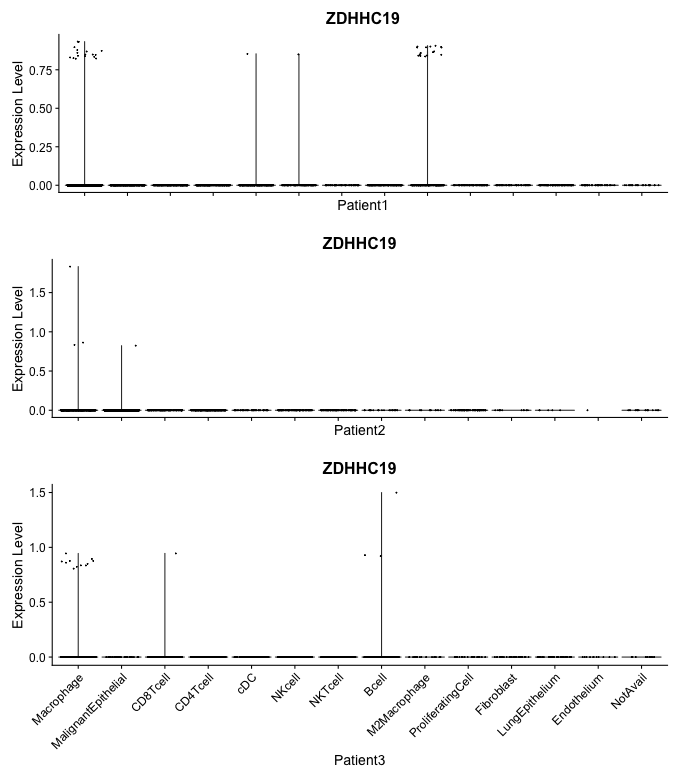 ZDHHC19
Expression Level
0.75
0.50
0.25
0.00
Patient1
ZDHHC19
Expression Level
1.5
1.0
0.5
0.0
Patient2
ZDHHC19
Expression Level
1.5
1.0
0.5
0.0
Macrophage
MalignantEpithelial
CD8Tcell
CD4Tcell
cDC
NKcell
NKTcell
Bcell
M2Macrophage
ProliferatingCell
Fibroblast
LungEpithelium
Endothelium
NotAvail
Patient3